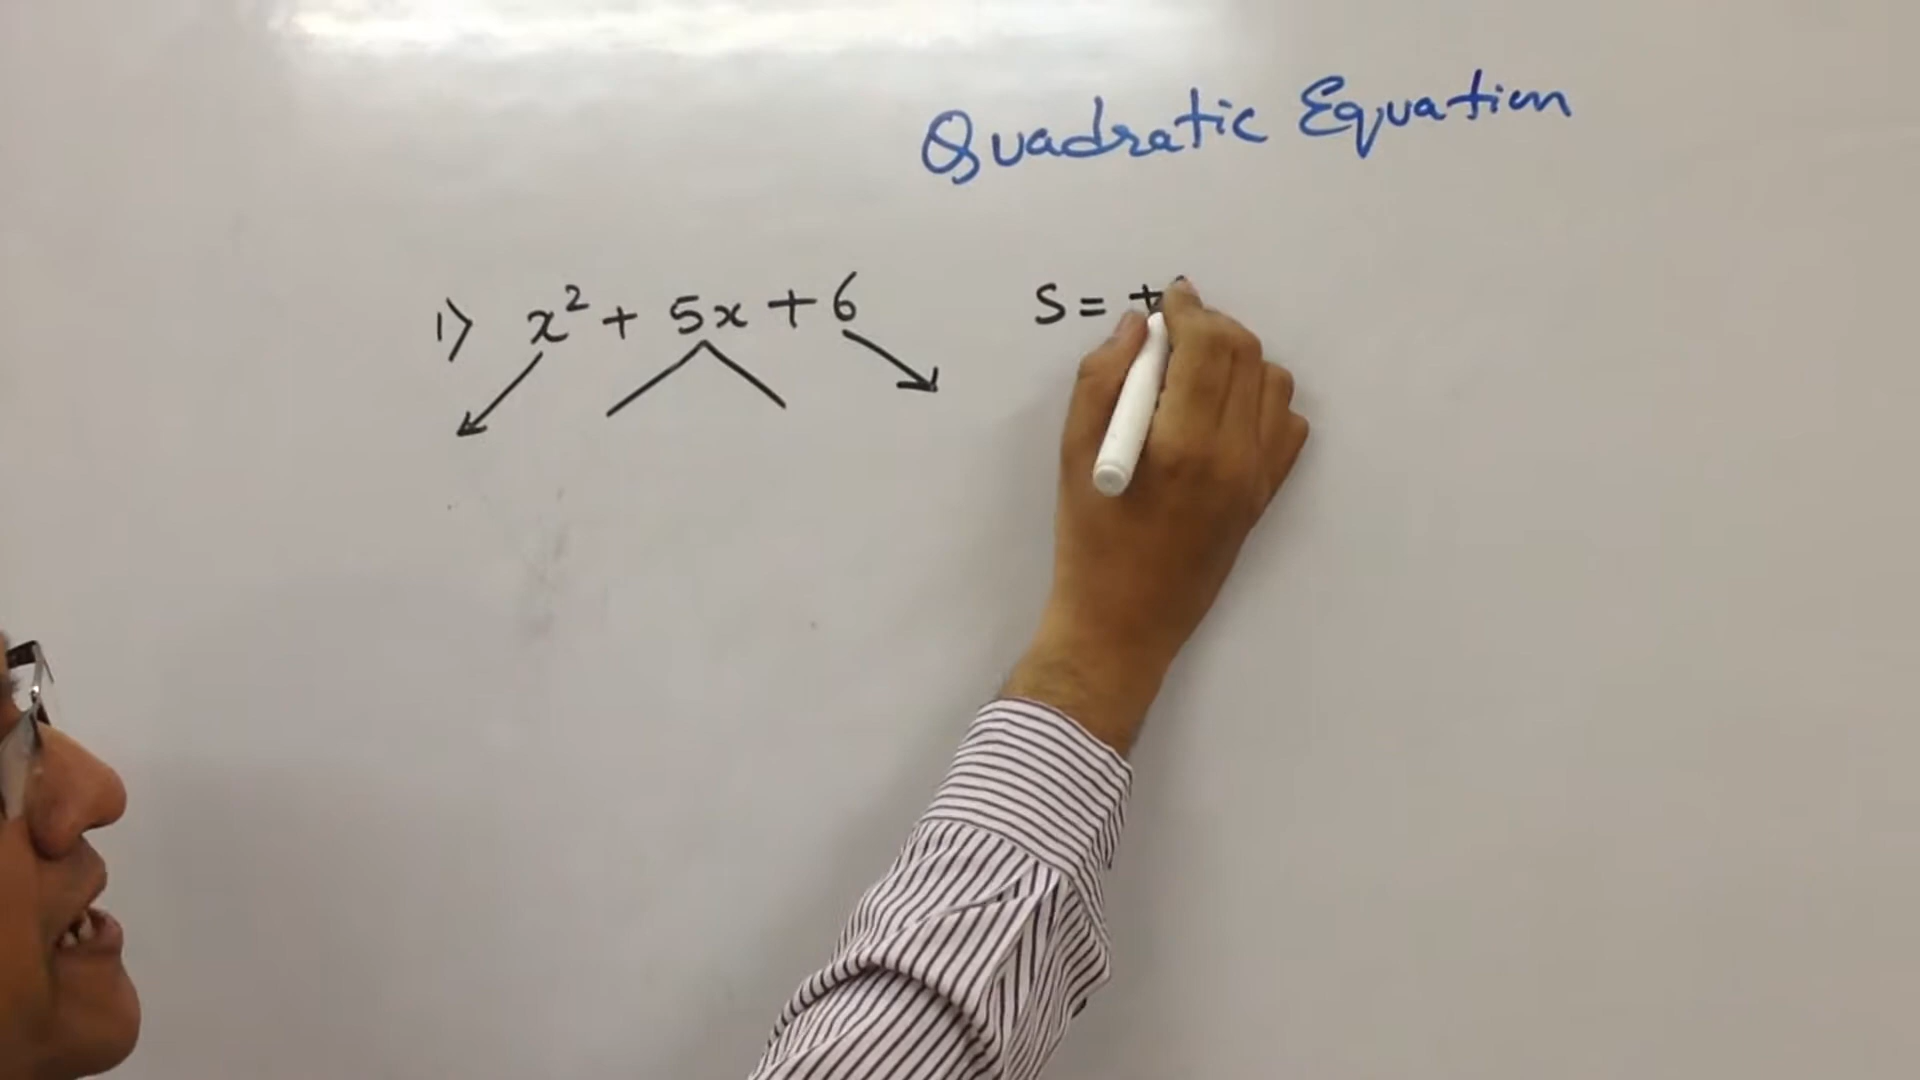 Quadratic Equation
1) x² + 5x + 6 S = +